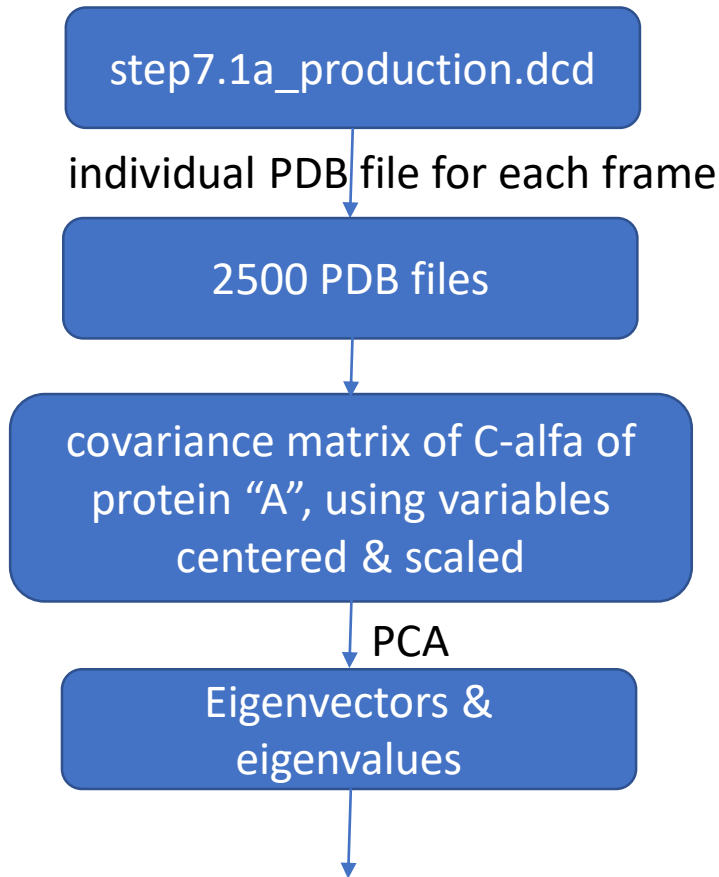 step7.1a_production.dcd
individual PDB file for each frame
2500 PDB files
covariance matrix of C-alfa of
protein “A”, using variables
centered & scaled
PCA
Eigenvectors &
eigenvalues